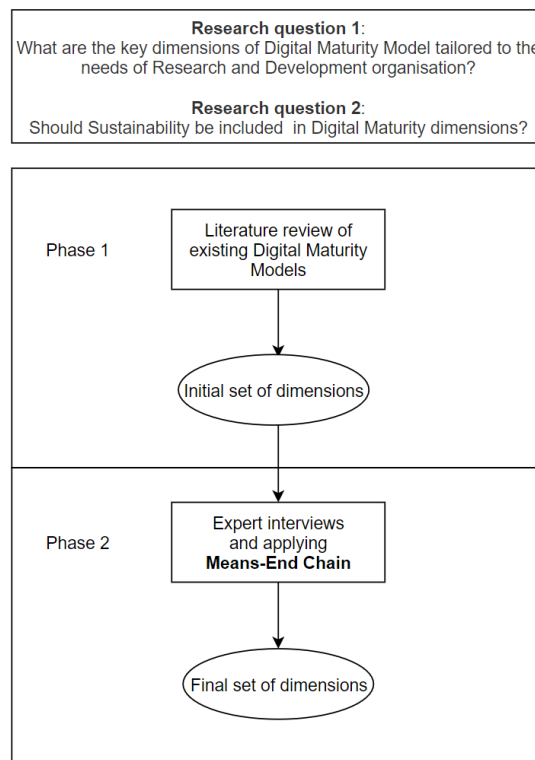 Research question 1:
What are the key dimensions of Digital Maturity Model tailored to the
needs of Research and Development organisation?
Research question 2:
Should Sustainability be included in Digital Maturity dimensions?
Phase 1
Literature review of
existing Digital Maturity
Models
Initial set of dimensions
Phase 2
Expert interviews
and applying
Means-End Chain
Final set of dimensions